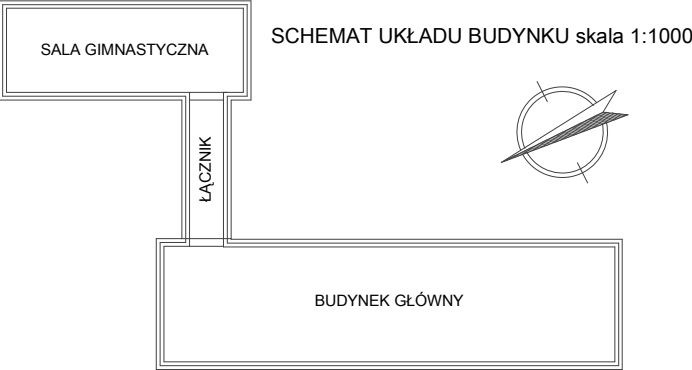 SCHEMAT UKŁADU BUDYNKU skala 1:1000
SALA GIMNASTYCZNA
ŁĄCZNIK
BUDYNEK GŁÓWNY